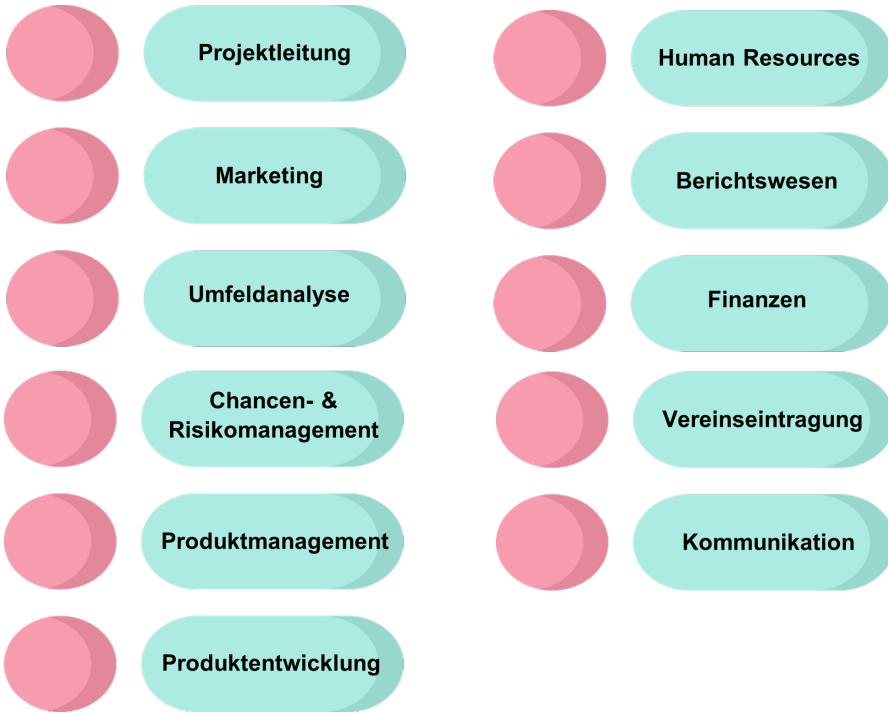 Projektleitung
Marketing
Umfeldanalyse
Chancen- &
Risikomanagement
Produktmanagement
Produktentwicklung
Human Resources
Berichtswesen
Finanzen
Vereinseintragung
Kommunikation